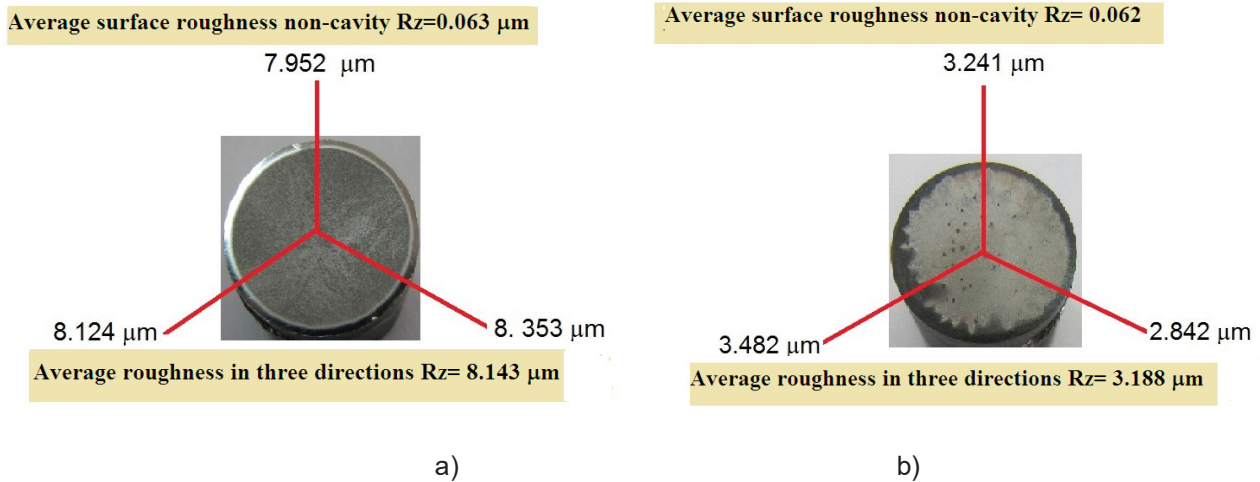 Average surface roughness non-cavity Rz=0.063 μm
7.952 μm
8.124 μm
8. 353 μm
Average roughness in three directions Rz= 8.143 μm
a)
Average surface roughness non-cavity Rz= 0.062
3.241 μm
3.482 μm
2.842 μm
Average roughness in three directions Rz= 3.188 μm
b)